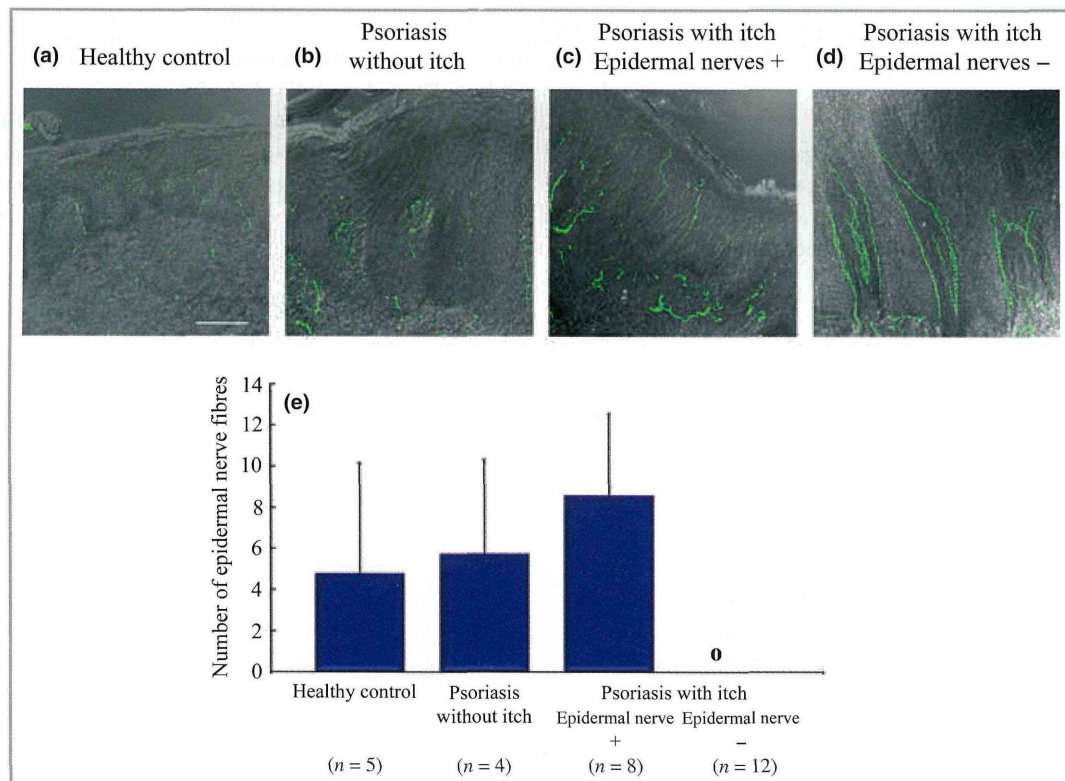 (a) Healthy control
(b) Psoriasis
without itch
(c) Psoriasis with itch
Epidermal nerves +
(d) Psoriasis with itch
Epidermal nerves –
(e)
Number of epidermal nerve fibres
14
12
10
8
6
4
2
0
0
Healthy control
Psoriasis
without itch
Psoriasis with itch
Epidermal nerve Epidermal nerve
+ –
(n = 5) (n = 4) (n = 8) (n = 12)